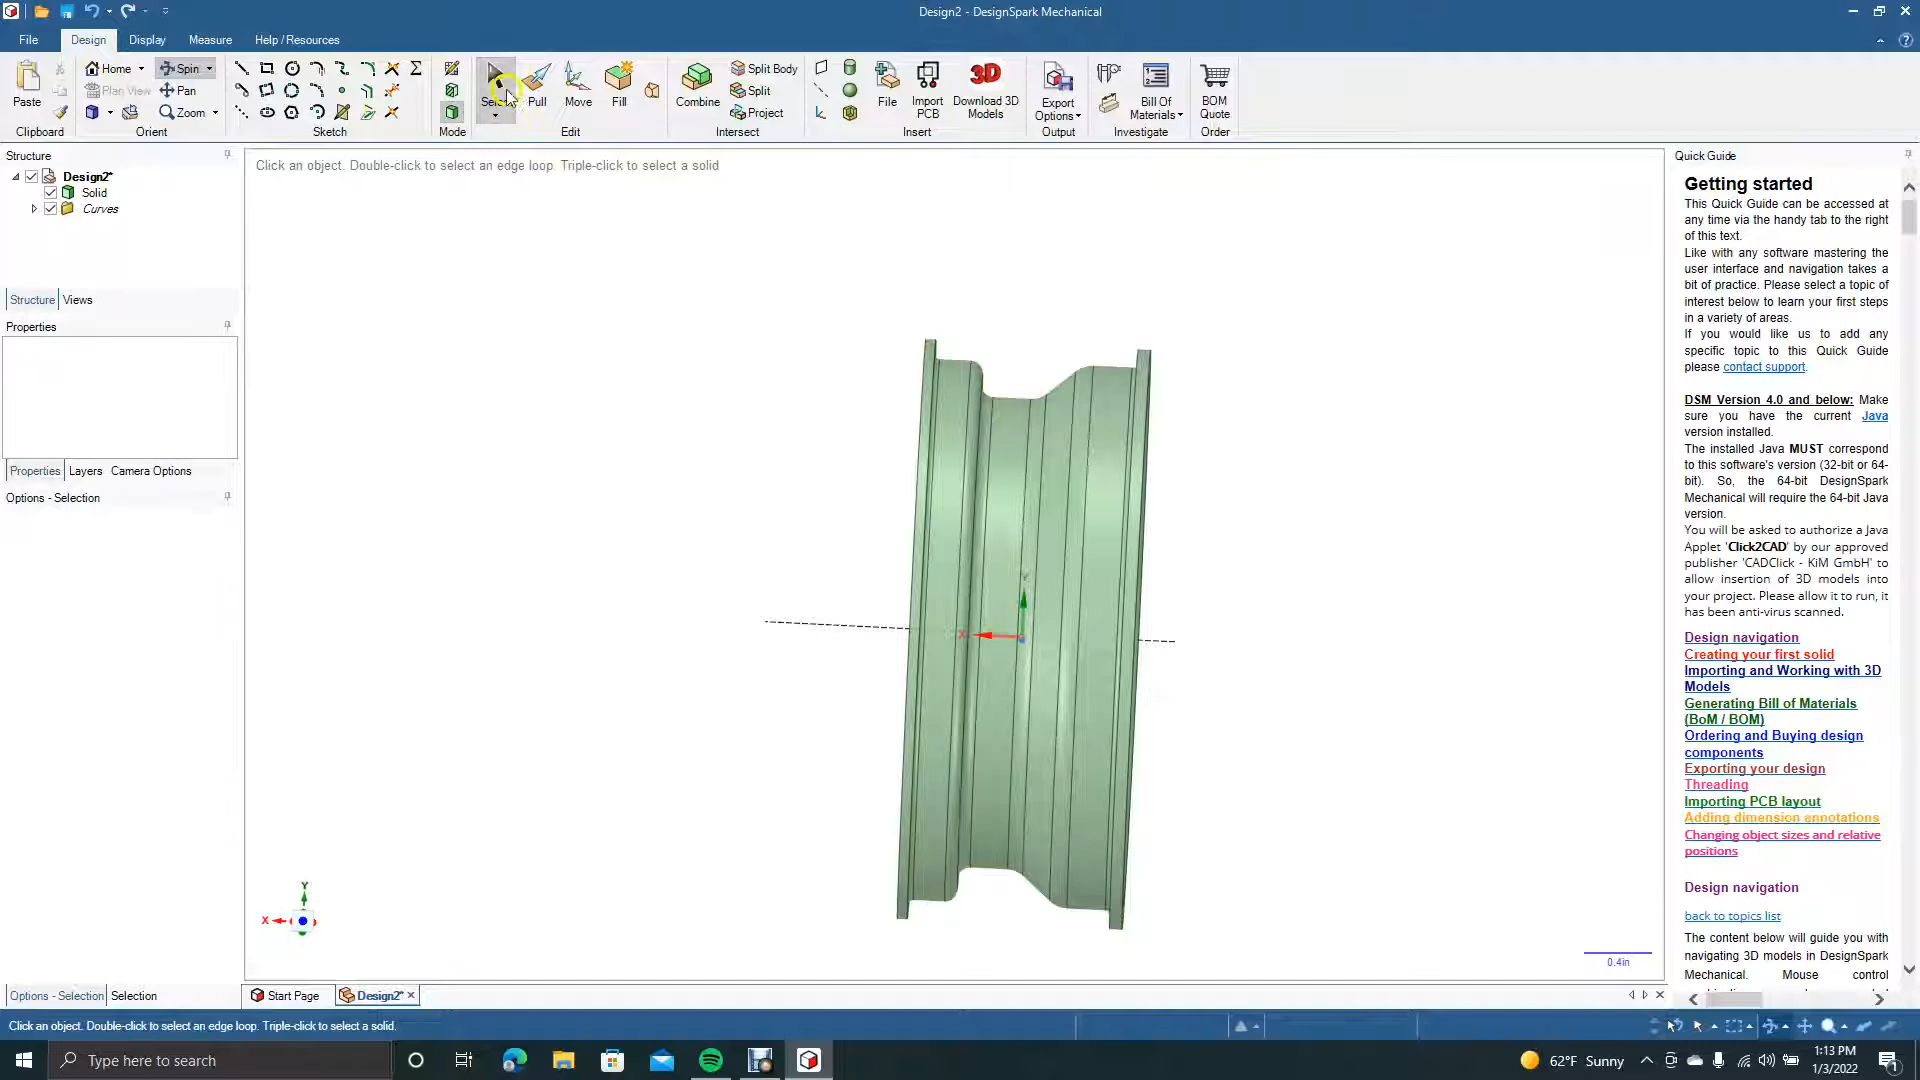 Design2 - DesignSpark Mechanical
File Design Display Measure Help / Resources
Paste
Home Spin
Plan View Pan
Zoom
Pull Move Fill
Combine
Split Body
Split
Project
File
Import PCB
Download 3D Models
Export Options
Bill Of Materials
BOM Quote
Clipboard Orient Sketch Mode Edit Intersect Insert Output Investigate Order
Structure
Design2*
Solid
Curves
Structure Views
Properties
Properties Layers Camera Options
Options - Selection
Click an object. Double-click to select an edge loop. Triple-click to select a solid
X
Y
Y
X
0.4in
Quick Guide
Getting started
This Quick Guide can be accessed at
any time via the handy tab to the right
of this text.
Like with any software mastering the
user interface and navigation takes a
bit of practice. Please select a topic of
interest below to learn your first steps
in a variety of areas.
If you would like us to add any
specific topic to this Quick Guide
please contact support.
DSM Version 4.0 and below: Make
sure you have the current Java
version installed.
The installed Java MUST correspond
to this software's version (32-bit or 64-
bit). So, the 64-bit DesignSpark
Mechanical will require the 64-bit Java
version.
You will be asked to authorize a Java
Applet 'Click2CAD' by our approved
publisher 'CADClick - KiM GmbH' to
allow insertion of 3D models into
your project. Please allow it to run, it
has been anti-virus scanned.
Design navigation
Creating your first solid
Importing and Working with 3D
Models
Generating Bill of Materials
(BoM / BOM)
Ordering and Buying design
components
Exporting your design
Threading
Importing PCB layout
Adding dimension annotations
Changing object sizes and relative
positions
Design navigation
back to topics list
The content below will guide you with
navigating 3D models in DesignSpark
Mechanical. Mouse control
Options - Selection Selection
Start Page Design2*
Click an object. Double-click to select an edge loop. Triple-click to select a solid.
Type here to search
62°F Sunny
1:13 PM
1/3/2022
1